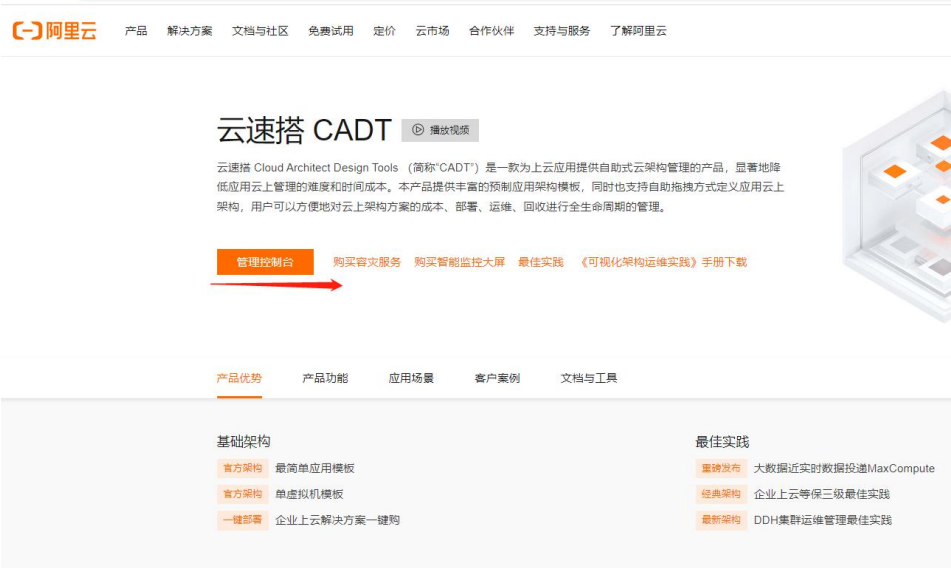 阿里云 产品 解决方案 文档与社区 免费试用 定价 云市场 合作伙伴 支持与服务 了解阿里云
云速搭 CADT 播放视频
云速搭 Cloud Architect Design Tools （简称“CADT”）是一款为上云应用提供自助式云架构管理的产品，显著地降
低应用云上管理的难度和时间成本。本产品提供丰富的预制应用架构模板，同时也支持自助拖拽方式定义应用云上
架构，用户可以方便地对云上架构方案的成本、部署、运维、回收进行全生命周期的管理。
管理控制台 购买容灾服务 购买智能监控大屏 最佳实践 《可视化架构运维实践》手册下载
产品优势 产品功能 应用场景 客户案例 文档与工具
基础架构
官方架构 最简单应用模板
官方架构 单虚拟机模板
一键部署 企业上云解决方案一键购
最佳实践
重磅发布 大数据近实时数据投递MaxCompute
经典架构 企业上云等保三级最佳实践
最新架构 DDH集群运维管理最佳实践